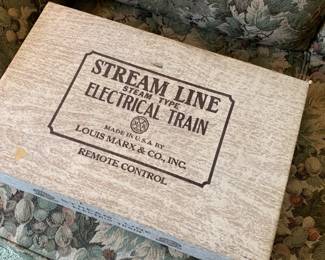 STREAM LINE
STEAM TYPE
ELECTRICAL TRAIN
MADE IN U.S.A. BY
LOUIS MARX & CO., INC.
REMOTE CONTROL